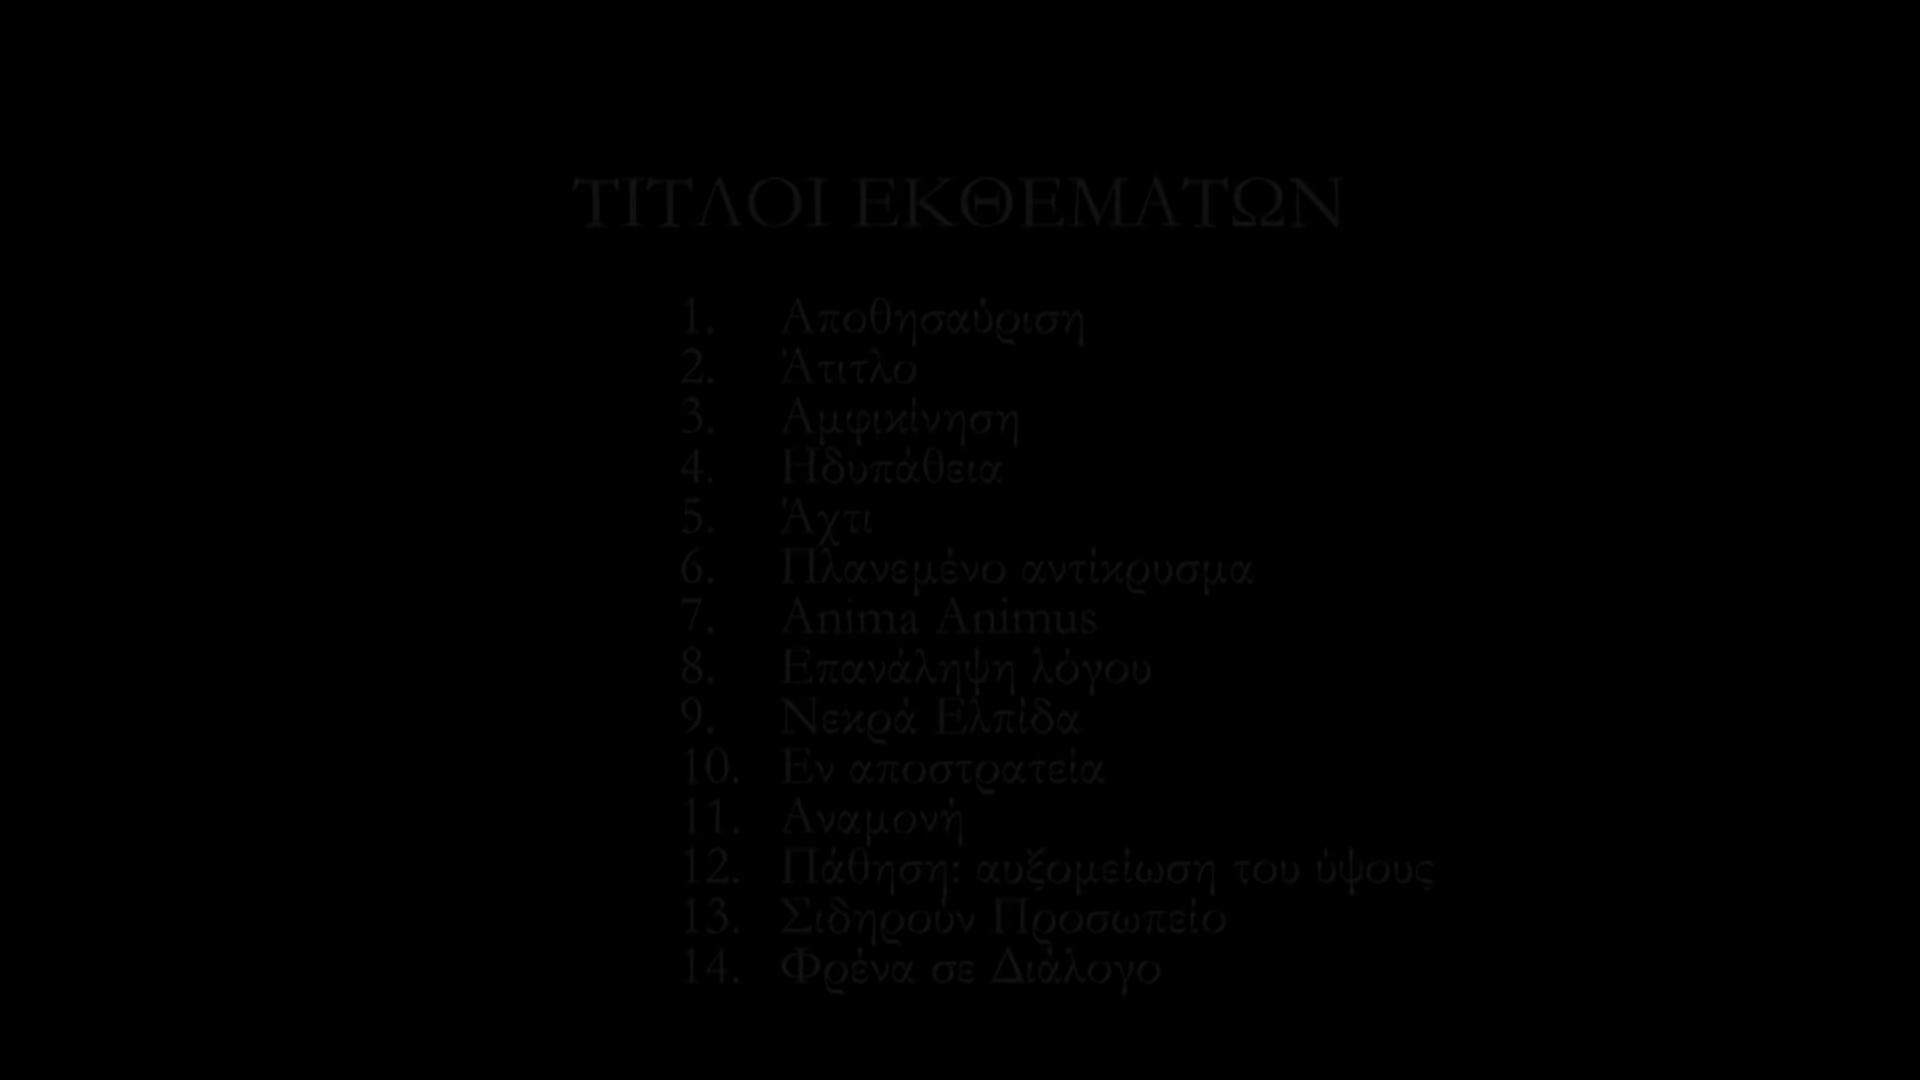 ΤΙΤΛΟΙ ΕΚΘΕΜΑΤΩΝ
1. Αποθησαύριση
2. Άτιτλο
3. Αμφικίνηση
4. Ηδυπάθεια
5. Άχτι
6. Πλανεμένο αντίκρυσμα
7. Anima Animus
8. Επανάληψη λόγου
9. Νεκρά Ελπίδα
10. Εν αποστρατεία
11. Αναμονή
12. Πάθηση: αυξομείωση του ύψους
13. Σιδηρούν Προσωπείο
14. Φρένα σε Διάλογο